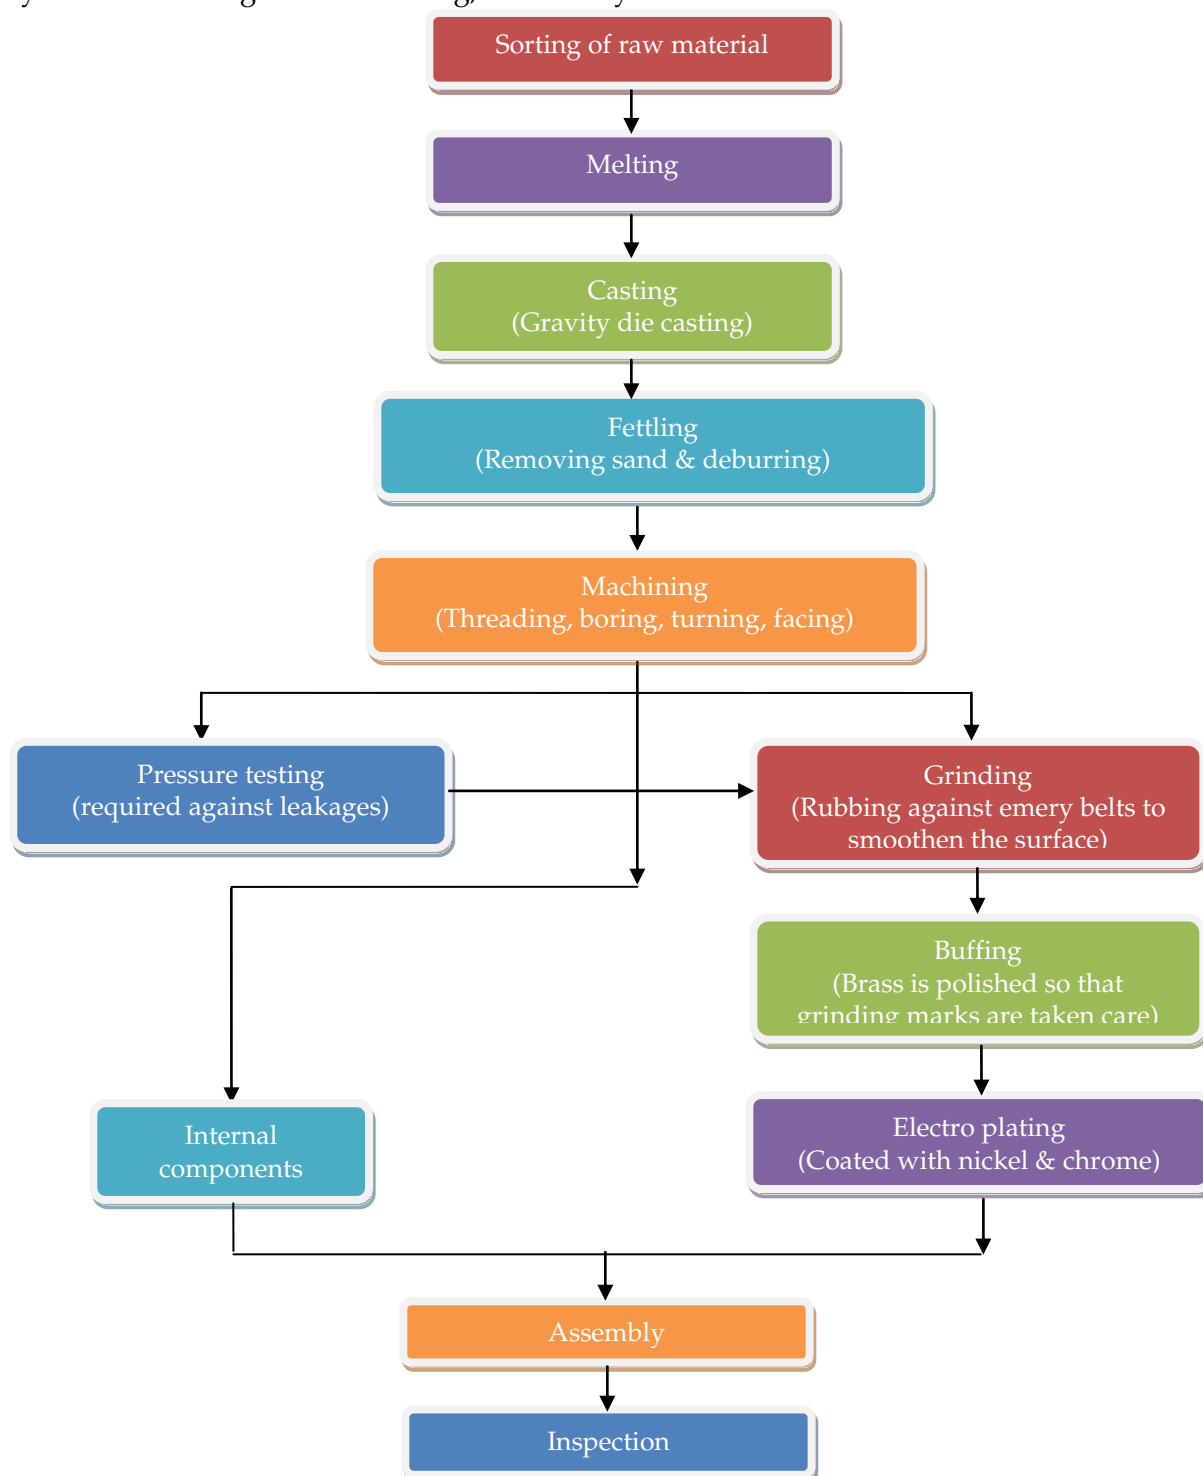 Sorting of raw material
Melting
Casting
(Gravity die casting)
Fettling
(Removing sand & deburring)
Machining
(Threading, boring, turning, facing)
Pressure testing
(required against leakages)
Grinding
(Rubbing against emery belts to
smoothen the surface)
Buffing
(Brass is polished so that
grinding marks are taken care)
Internal
components
Electro plating
(Coated with nickel & chrome)
Assembly
Inspection